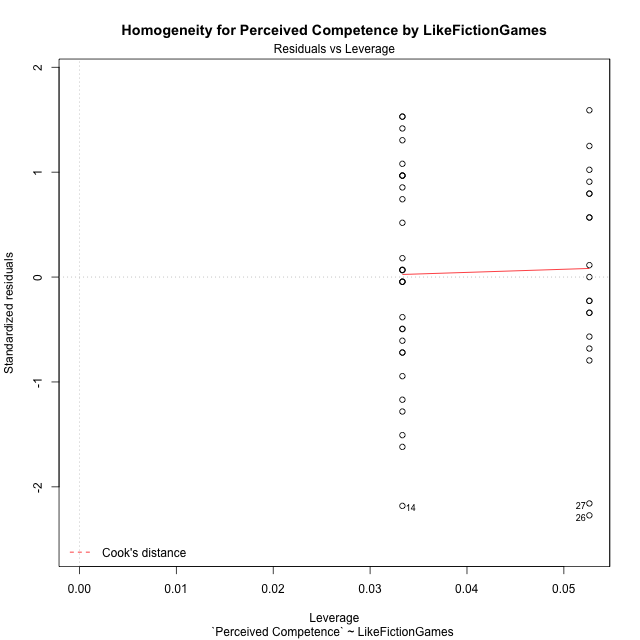 Homogeneity for Perceived Competence by LikeFictionGames
Residuals vs Leverage
2
1
0
-1
-2
Standardized residuals
14
27
26
Cook's distance
0.00 0.01 0.02 0.03 0.04 0.05
Leverage
`Perceived Competence` ~ LikeFictionGames